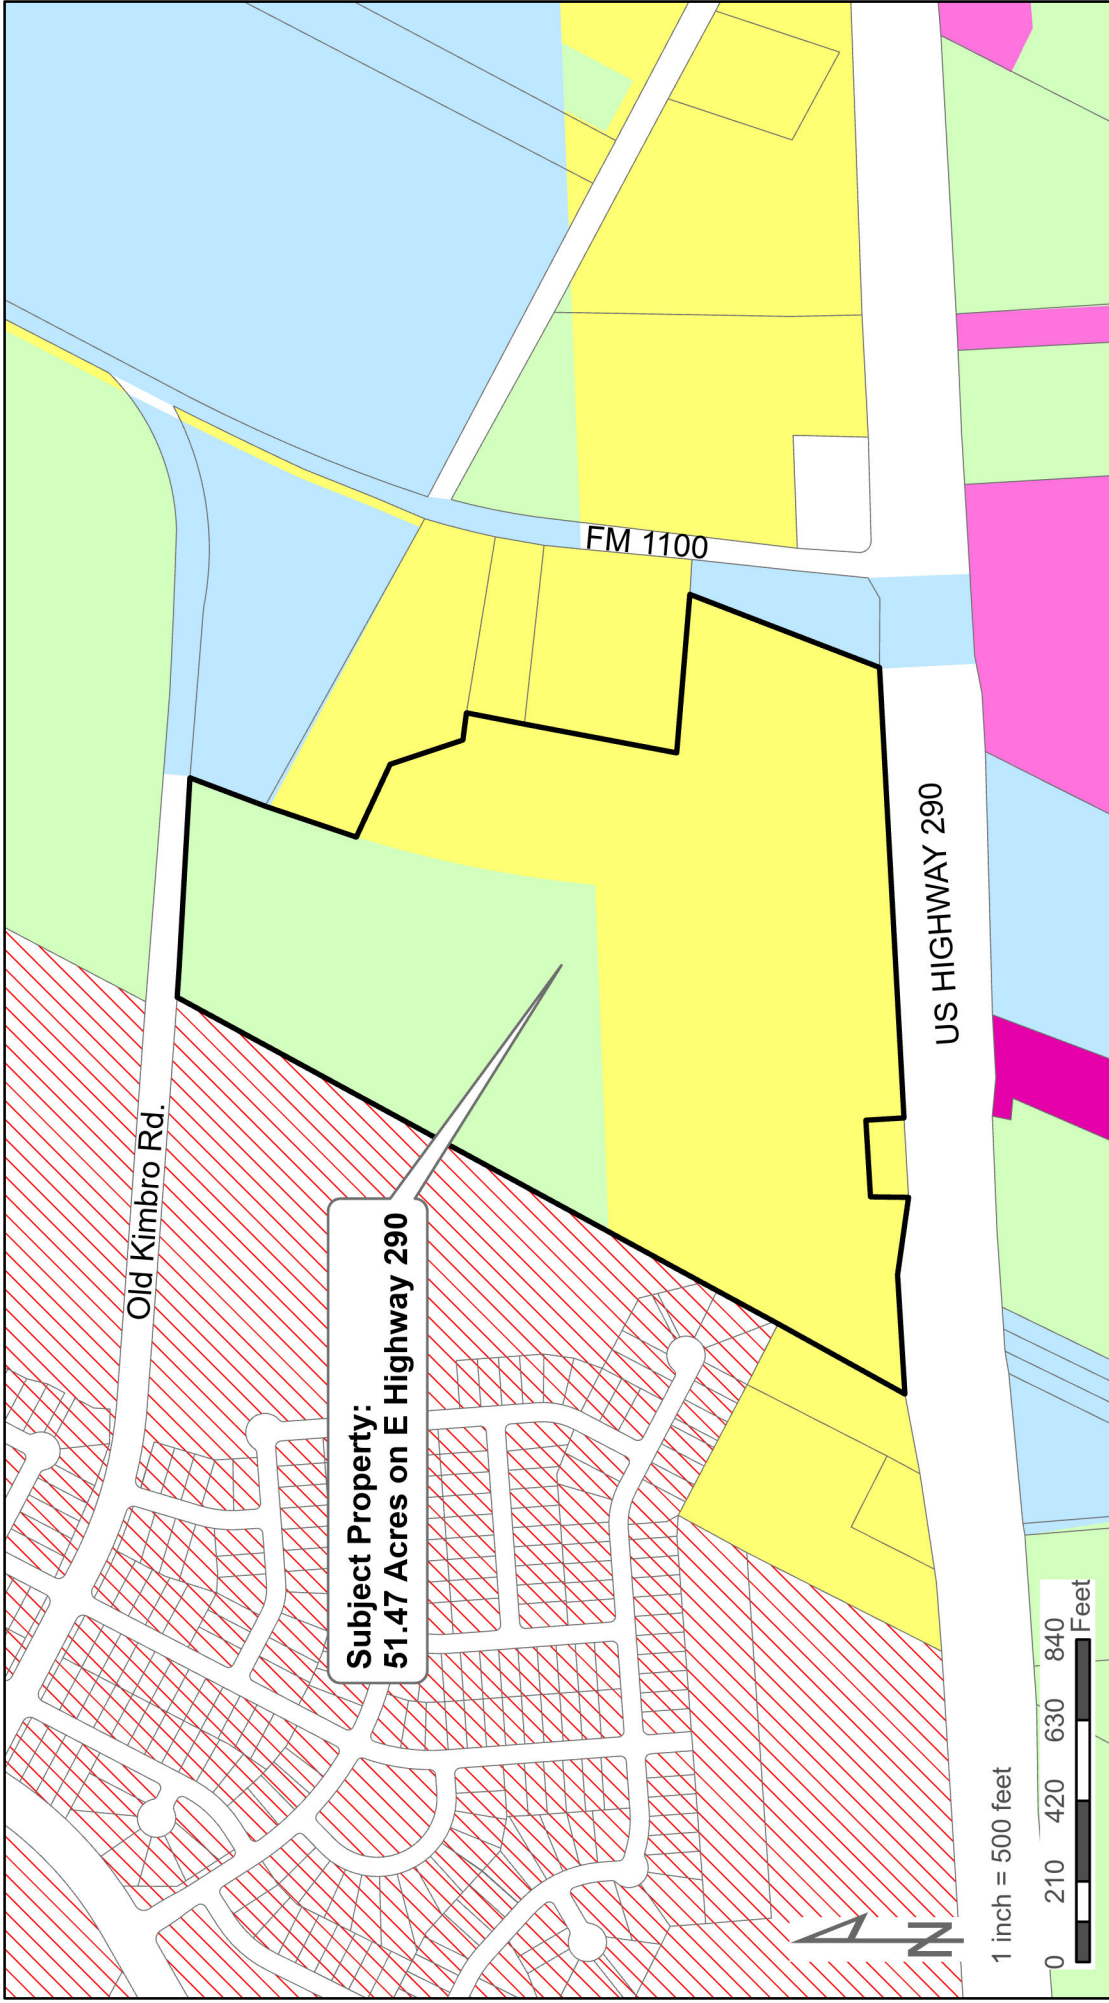 Old Kimbro Rd.
Subject Property:
51.47 Acres on E Highway 290
FM 1100
US HIGHWAY 290
N
1 inch = 500 feet
0 210 420 630 840
Feet